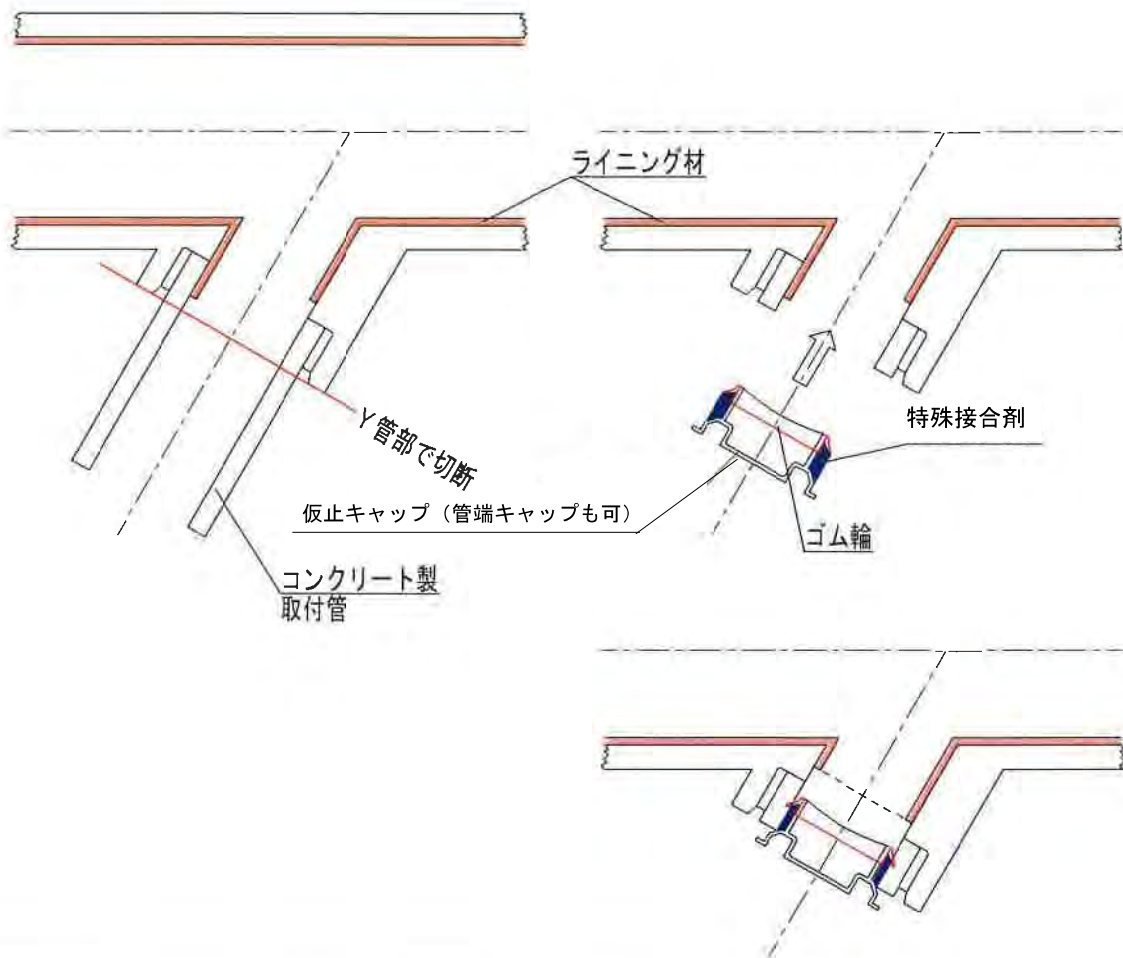 ライニング材
Y管部で切断
特殊接合剤
仮止キャップ（管端キャップも可）
ゴム輪
コンクリート製
取付管